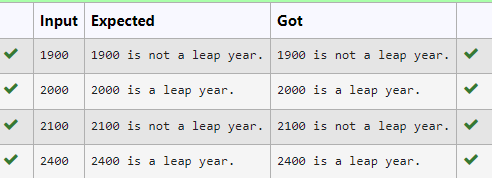 Input Expected Got
1900 1900 is not a leap year. 1900 is not a leap year.
2000 2000 is a leap year. 2000 is a leap year.
2100 2100 is not a leap year. 2100 is not a leap year.
2400 2400 is a leap year. 2400 is a leap year.